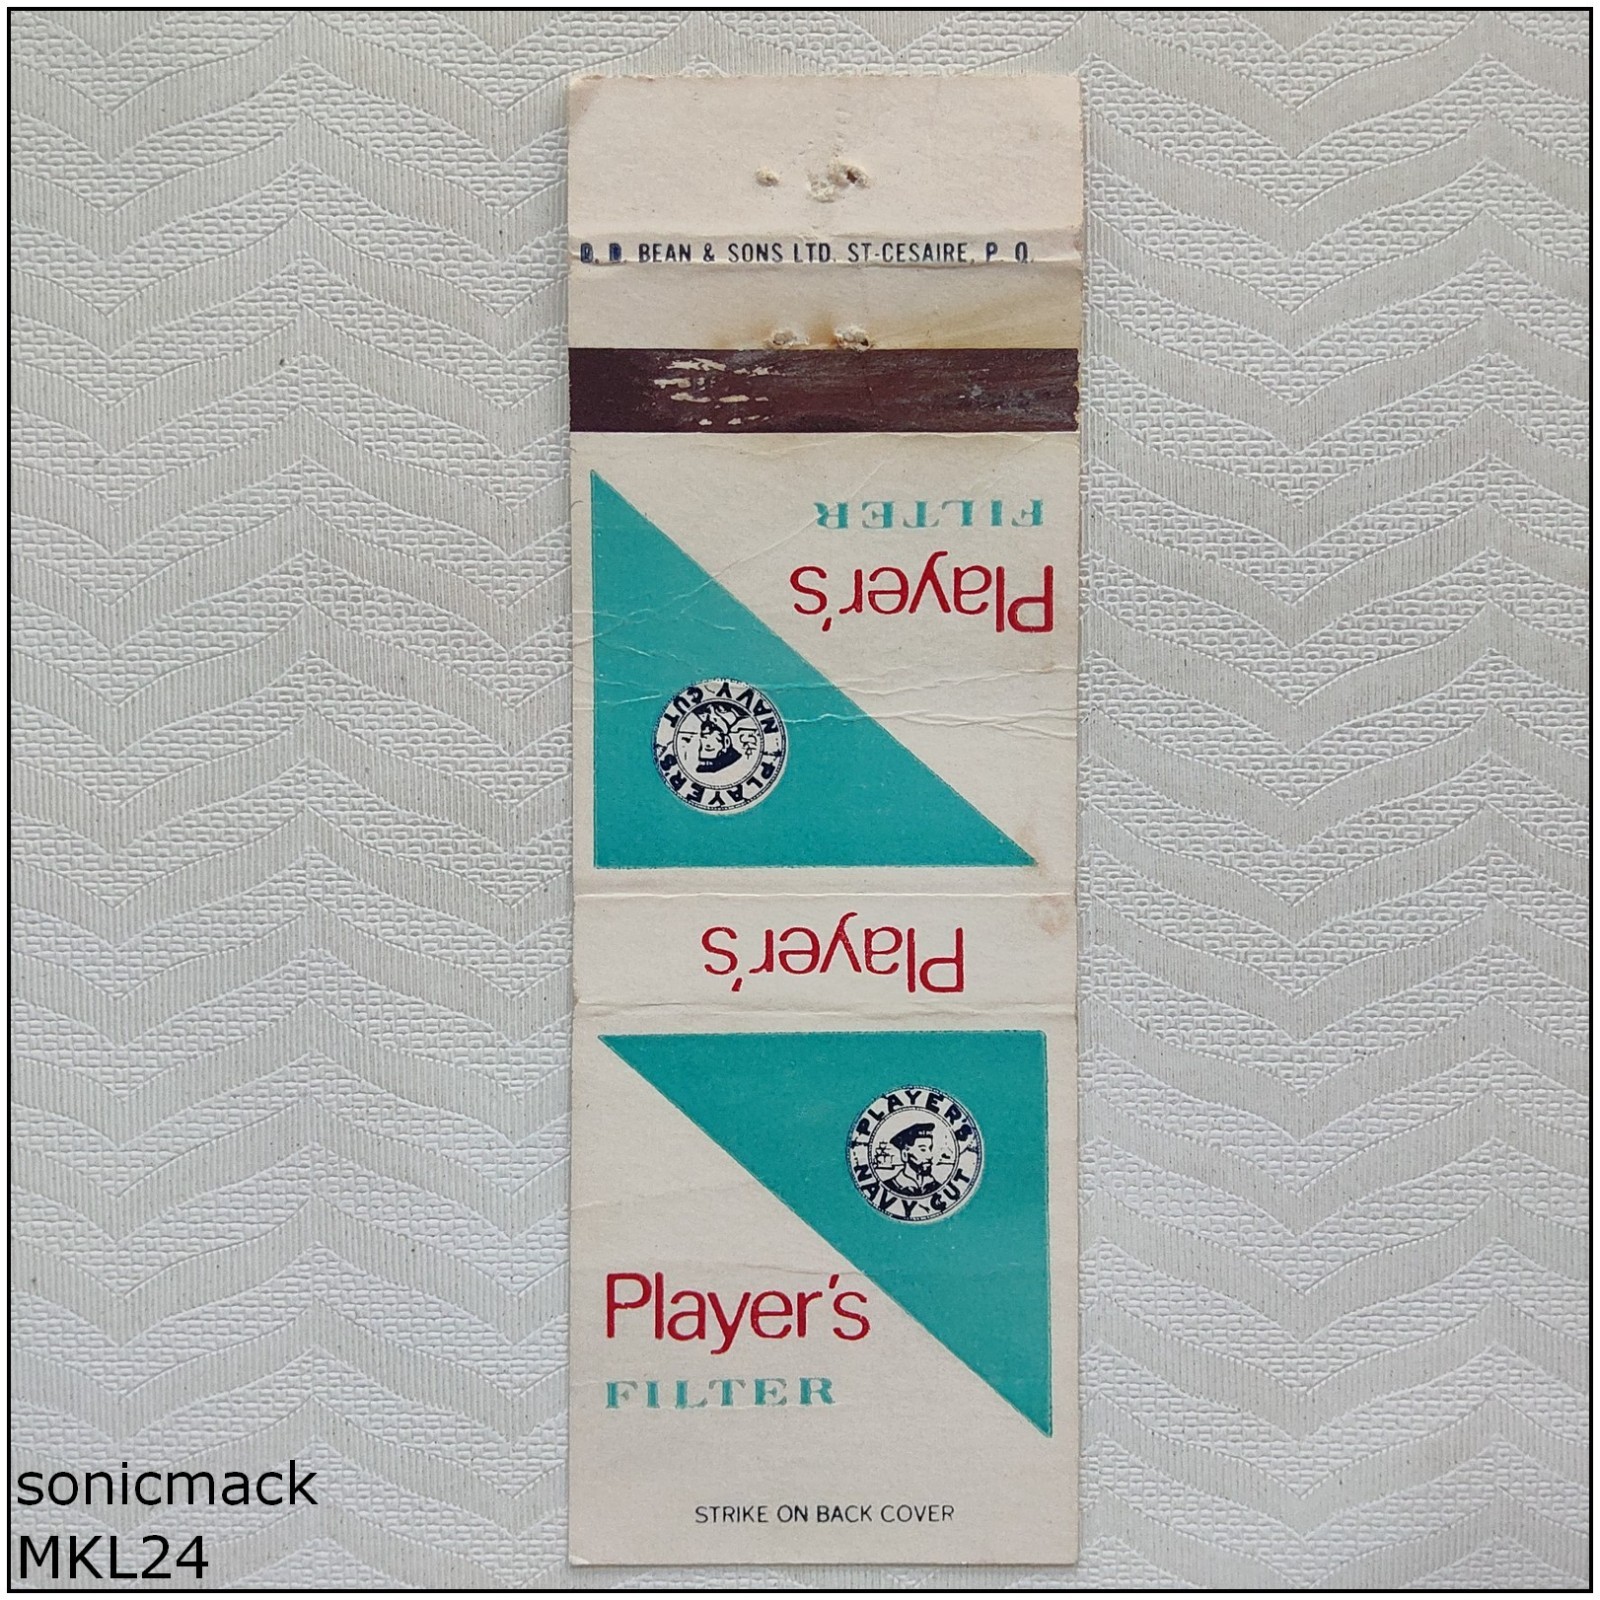 D. D. BEAN & SONS LTD. ST-CESAIRE, P. Q.
Player's
FILTER
PLAYER'S
NAVY CUT
Player's
PLAYER'S
NAVY CUT
Player's
FILTER
STRIKE ON BACK COVER
sonicmack
MKL24